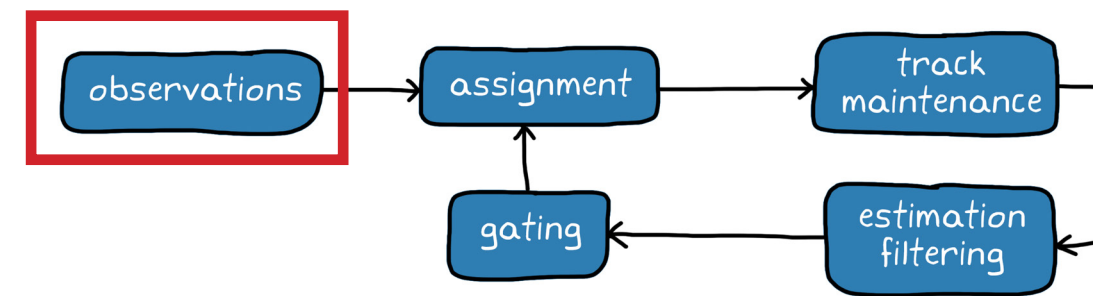 observations
assignment
track
maintenance
gating
estimation
filtering